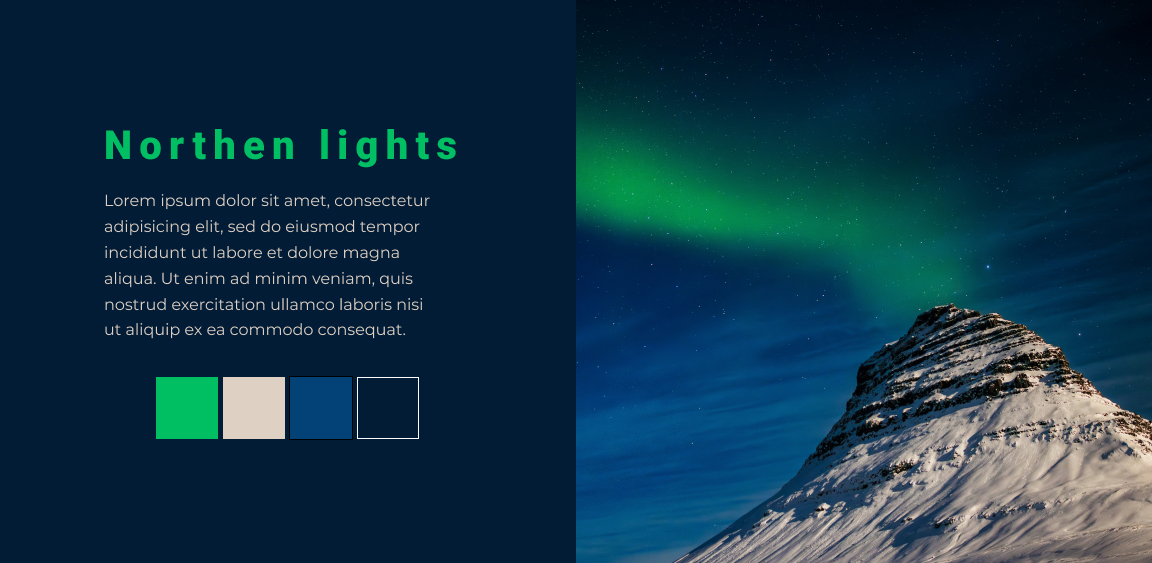 Northen lights
Lorem ipsum dolor sit amet, consectetur
adipisicing elit, sed do eiusmod tempor
incididunt ut labore et dolore magna
aliqua. Ut enim ad minim veniam, quis
nostrud exercitation ullamco laboris nisi
ut aliquip ex ea commodo consequat.